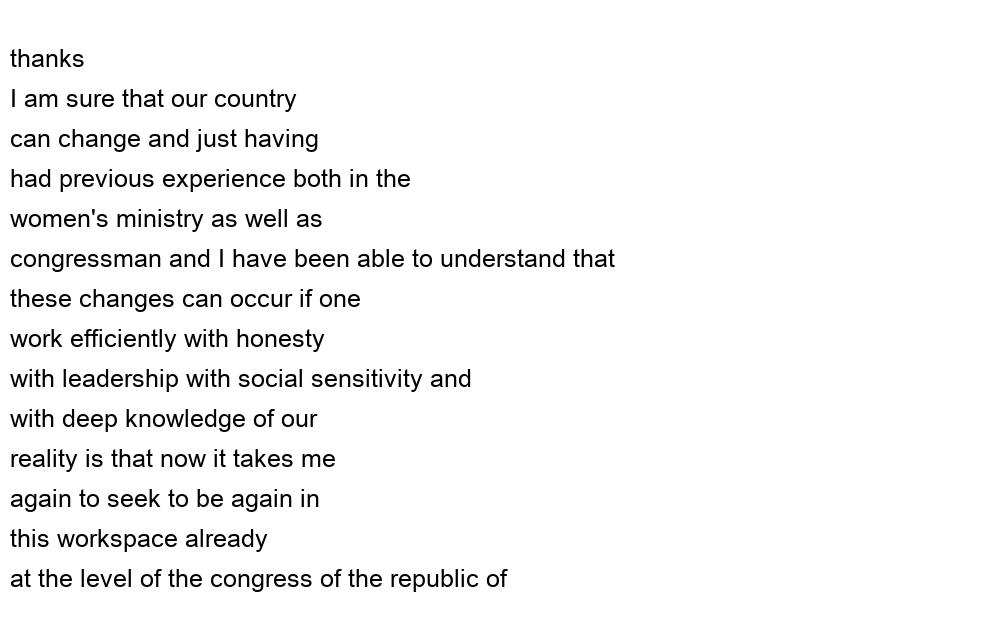 thanks
I am sure that our country
can change and just having
had previous experience both in the
women's ministry as well as
congressman and I have been able to understand that
these changes can occur if one
work efficiently with honesty
with leadership with social sensitivity and
with deep knowledge of our
reality is that now it takes me
again to seek to be again in
this workspace already
at the level of the congress of the republic of